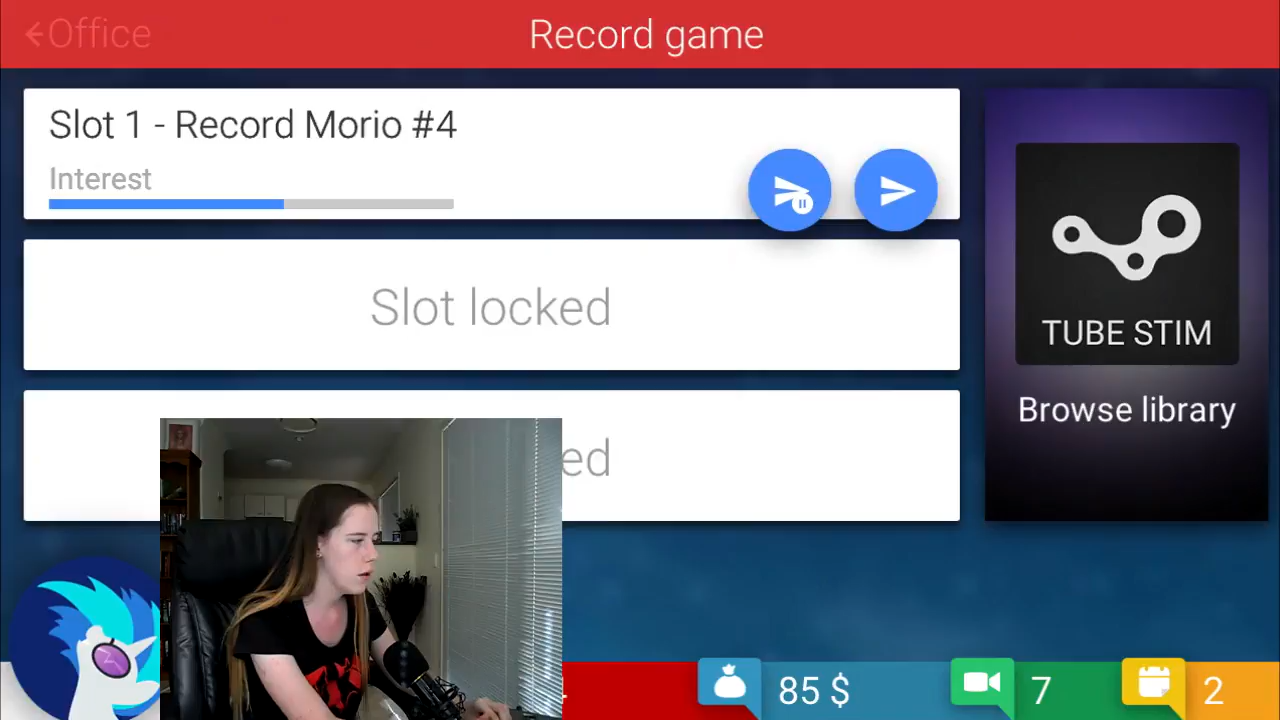 Office
Record game
Slot 1 - Record Morio #4
Interest
Slot locked
ed
TUBE STIM
Browse library
85 $
7
2